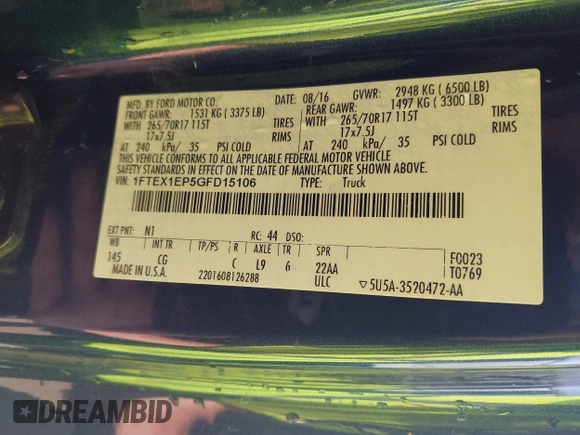 MFD. BY FORD MOTOR CO.
DATE: 08/16 GVWR: 2948 KG ( 6500 LB)
FRONT GAWR: 1531 KG ( 3375 LB)
REAR GAWR: 1497 KG ( 3300 LB)
WITH 265/70R17 115T TIRES
WITH 265/70R17 115T TIRES
17x7.5J RIMS
17x7.5J RIMS
AT 240 kPa/ 35 PSI COLD
AT 240 kPa/ 35 PSI COLD
THIS VEHICLE CONFORMS TO ALL APPLICABLE FEDERAL MOTOR VEHICLE
SAFETY STANDARDS IN EFFECT ON THE DATE OF MANUFACTURE SHOWN ABOVE.
VIN: 1FTEX1EP5GFD15106 TYPE: Truck
EXT PNT: N1 RC: 44 DSO:
WB INT TR TP/PS R AXLE TR SPR
145 CG C L9 6 22AA
F0023
T0769
MADE IN U.S.A. 2201608126288 ULC
▽5U5A-3520472-AA
DREAMBID